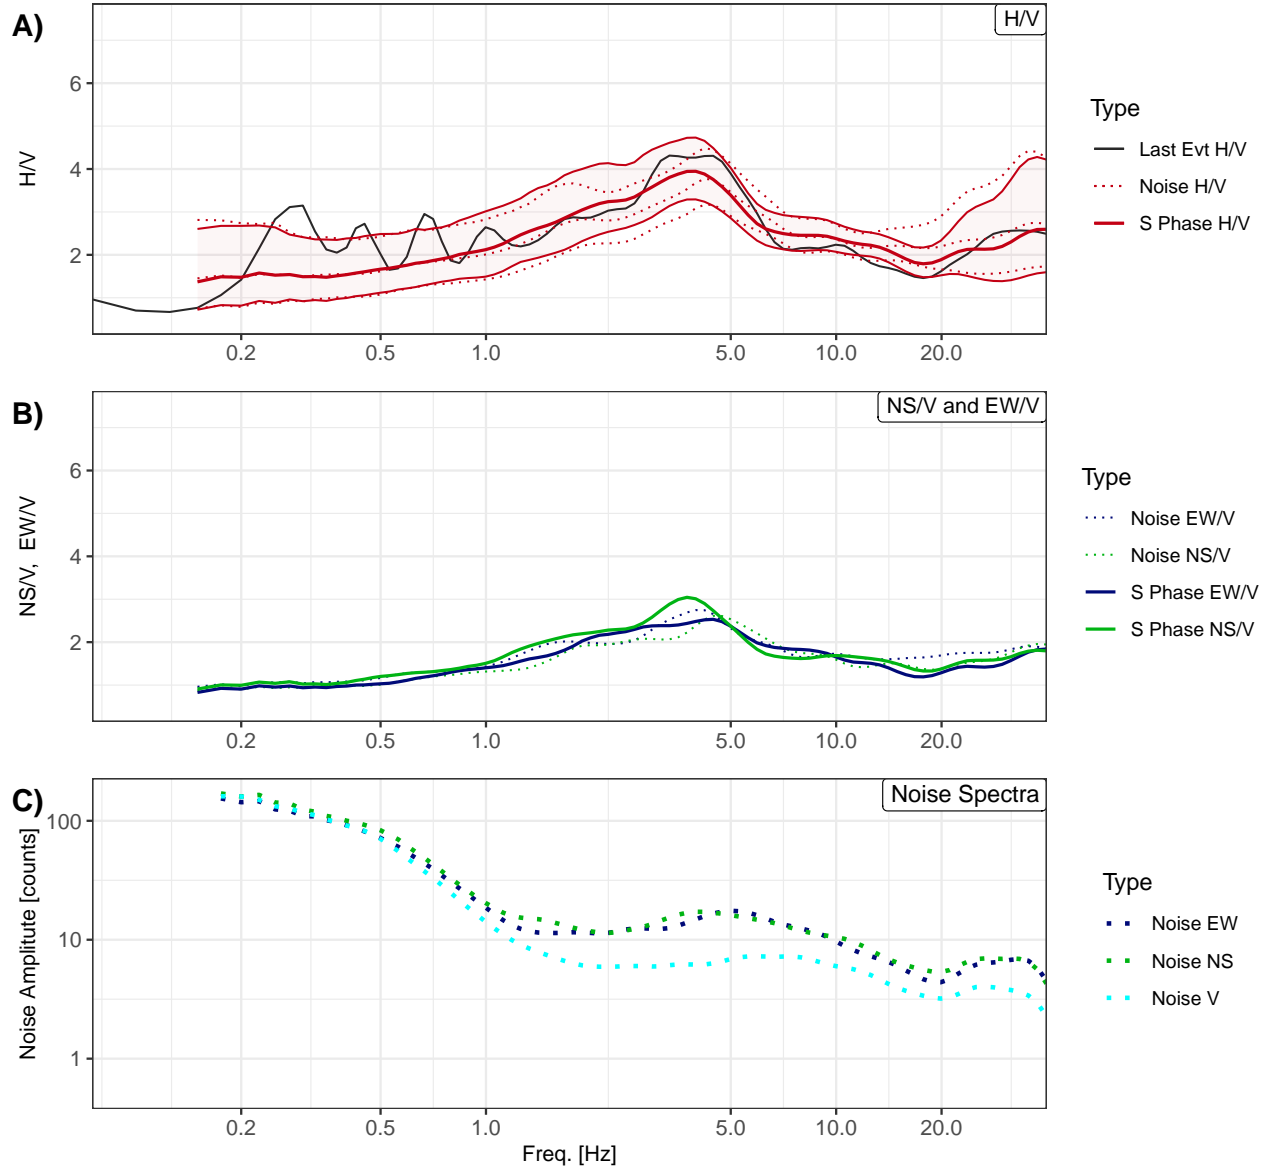 A)
H/V
6
4
2
H/V
0.2 0.5 1.0 5.0 10.0 20.0
Type
Last Evt H/V
Noise H/V
S Phase H/V
B)
NS/V and EW/V
6
4
2
NS/V, EW/V
0.2 0.5 1.0 5.0 10.0 20.0
Type
Noise EW/V
Noise NS/V
S Phase EW/V
S Phase NS/V
C)
Noise Spectra
100
10
1
Noise Amplitute [counts]
0.2 0.5 1.0 5.0 10.0 20.0
Freq. [Hz]
Type
Noise EW
Noise NS
Noise V